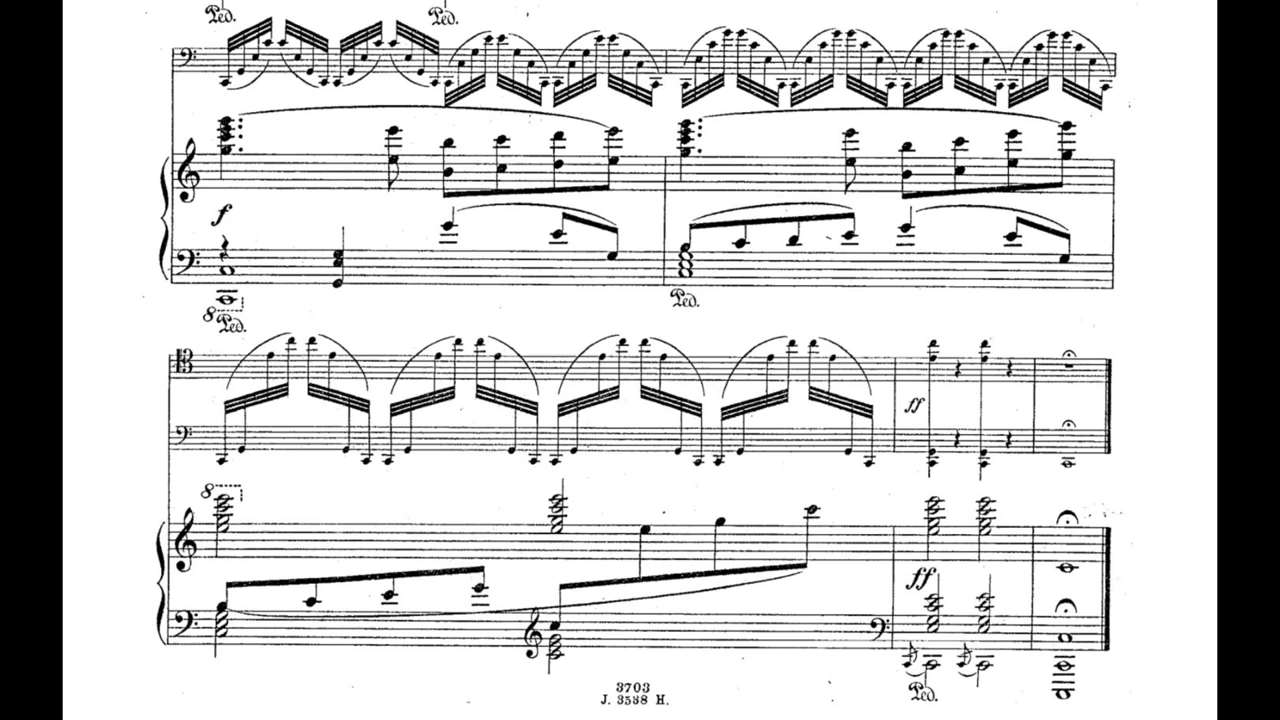 Ped. Ped.
f
8 Ped. Ped.
ff
8
ff
Ped.
3703
J. 3538 H.